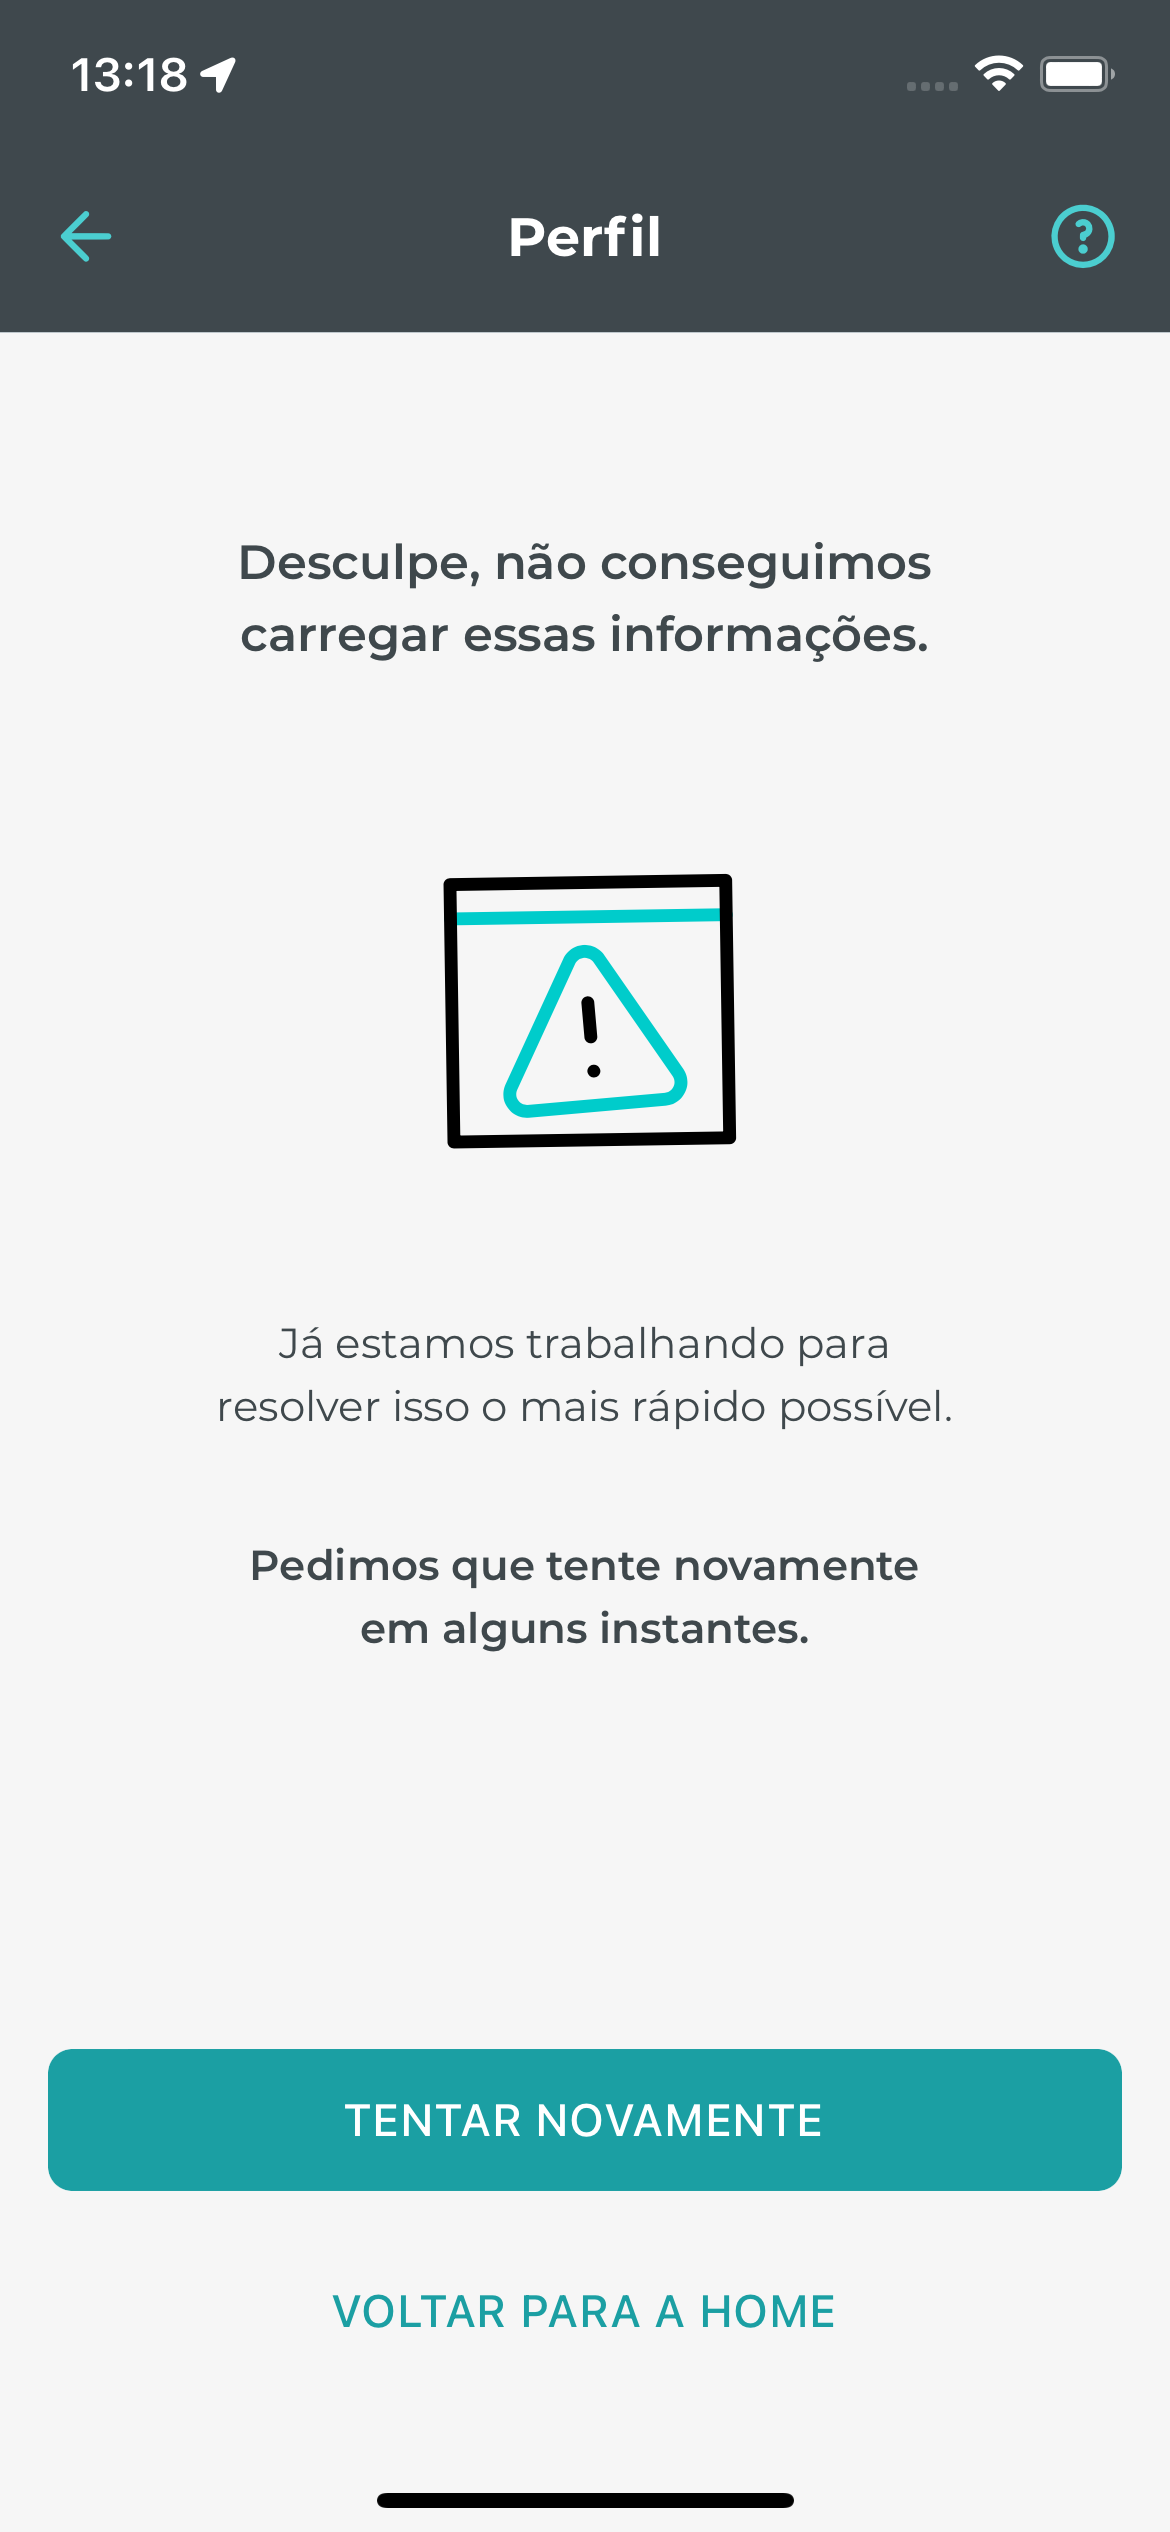 13:18
Perfil
Desculpe, não conseguimos
carregar essas informações.
Já estamos trabalhando para
resolver isso o mais rápido possível.
Pedimos que tente novamente
em alguns instantes.
TENTAR NOVAMENTE
VOLTAR PARA A HOME